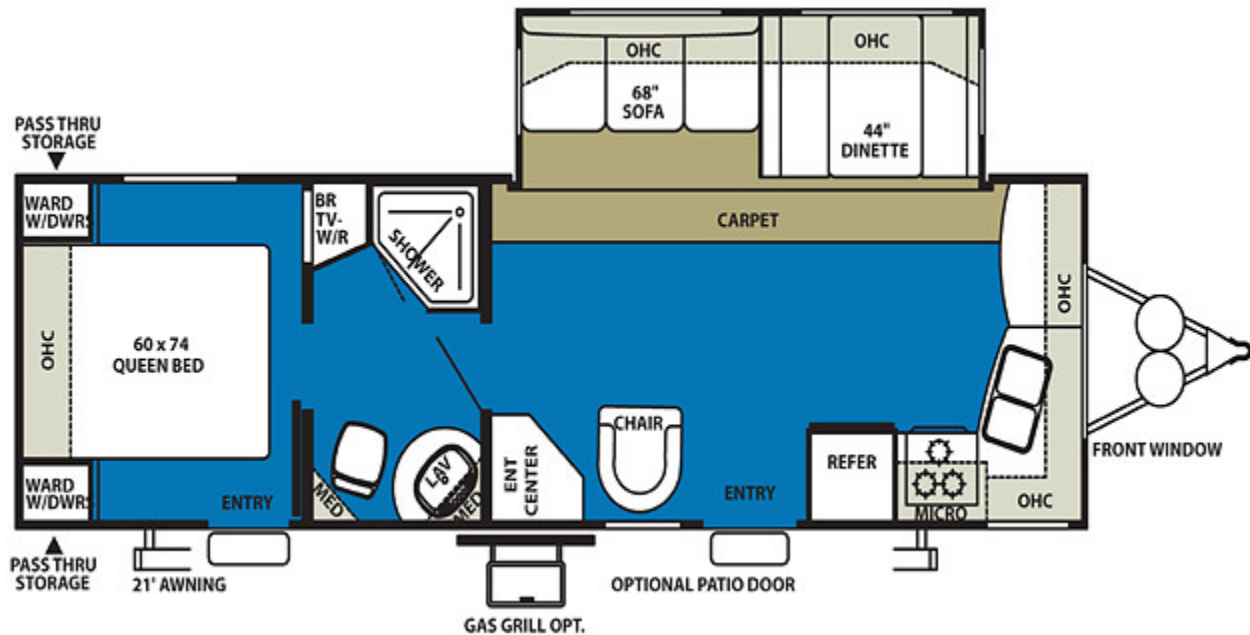 OHC
OHC
68"
SOFA
44"
DINETTE
PASS THRU
STORAGE
WARD
W/DWRS
BR
TV-
W/R
SHOWER
CARPET
OHC
OHC
60 x 74
QUEEN BED
CHAIR
FRONT WINDOW
REFER
WARD
W/DWRS
ENTRY
MED
LAV
MED
ENT
CENTER
ENTRY
MICRO
OHC
PASS THRU
STORAGE
21' AWNING
OPTIONAL PATIO DOOR
GAS GRILL OPT.